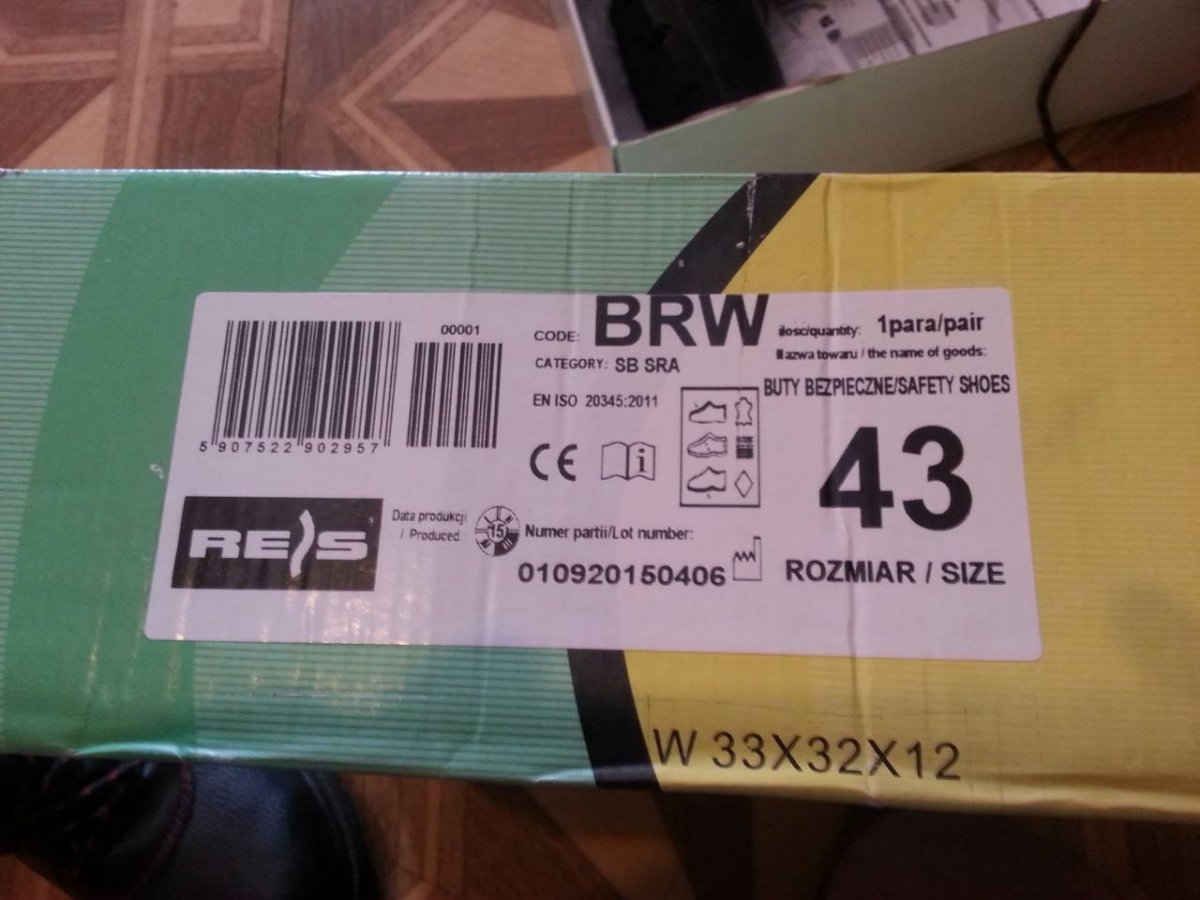 00001
5 907522 902957
CODE: BRW
CATEGORY: SB SRA
EN ISO 20345:2011
CE
i
ilosc/quantity: 1para/pair
Nazwa towaru / the name of goods:
BUTY BEZPIECZNE/SAFETY SHOES
43
ROZMIAR / SIZE
REIS
Data produkcji
/ Produced
15
Numer partii/Lot number:
010920150406
W 33X32X12